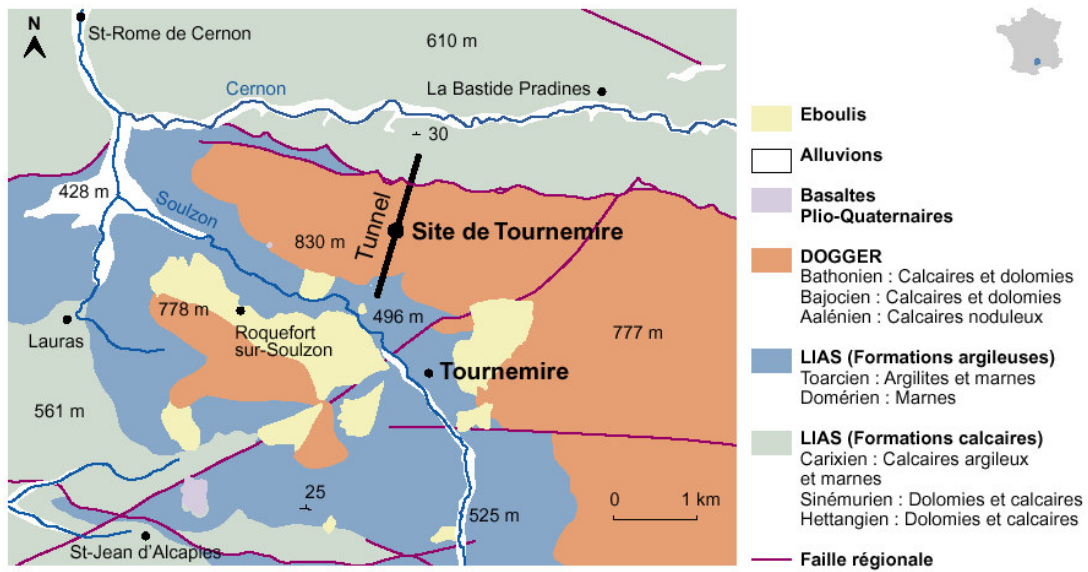 N
St-Rome de Cernon
610 m
La Bastide Pradines
Cernon
30
428 m
Soulzon
Tunnel
830 m
Site de Tournemire
778 m
496 m
777 m
Lauras
Roquefort
sur-Soulzon
Tournemire
561 m
25
525 m
0 1 km
St-Jean d'Alcapies
Eboulis
Alluvions
Basaltes
Plio-Quaternaires
DOGGER
Bathonien : Calcaires et dolomies
Bajocien : Calcaires et dolomies
Aalénien : Calcaires noduleux
LIAS (Formations argileuses)
Toarcien : Argilites et marnes
Domérien : Marnes
LIAS (Formations calcaires)
Carixien : Calcaires argileux
et marnes
Sinémurien : Dolomies et calcaires
Hettangien : Dolomies et calcaires
Faille régionale